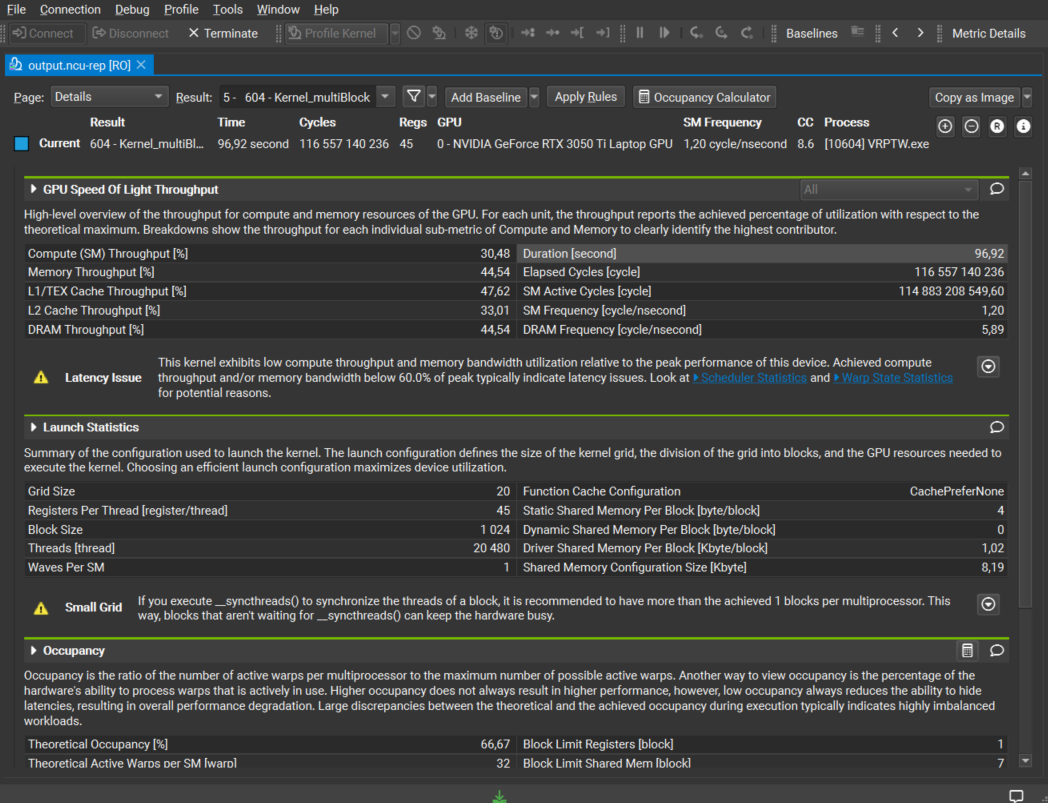 File Connection Debug Profile Tools Window Help
Connect Disconnect Terminate Profile Kernel Baselines Metric Details
output.ncu-rep [RO]
Page: Details Result: 5 - 604 - Kernel_multiBlock Add Baseline Apply Rules Occupancy Calculator Copy as Image
Result Time Cycles Regs GPU SM Frequency CC Process
Current 604 - Kernel_multiBl... 96,92 second 116 557 140 236 45 0 - NVIDIA GeForce RTX 3050 Ti Laptop GPU 1,20 cycle/nsecond 8.6 [10604] VRPTW.exe
GPU Speed Of Light Throughput All
High-level overview of the throughput for compute and memory resources of the GPU. For each unit, the throughput reports the achieved percentage of utilization with respect to the
theoretical maximum. Breakdowns show the throughput for each individual sub-metric of Compute and Memory to clearly identify the highest contributor.
Compute (SM) Throughput [%] 30,48 Duration [second] 96,92
Memory Throughput [%] 44,54 Elapsed Cycles [cycle] 116 557 140 236
L1/TEX Cache Throughput [%] 47,62 SM Active Cycles [cycle] 114 883 208 549,60
L2 Cache Throughput [%] 33,01 SM Frequency [cycle/nsecond] 1,20
DRAM Throughput [%] 44,54 DRAM Frequency [cycle/nsecond] 5,89
This kernel exhibits low compute throughput and memory bandwidth utilization relative to the peak performance of this device. Achieved compute
Latency Issue throughput and/or memory bandwidth below 60.0% of peak typically indicate latency issues. Look at Scheduler Statistics and Warp State Statistics
for potential reasons.
Launch Statistics
Summary of the configuration used to launch the kernel. The launch configuration defines the size of the kernel grid, the division of the grid into blocks, and the GPU resources needed to
execute the kernel. Choosing an efficient launch configuration maximizes device utilization.
Grid Size 20 Function Cache Configuration CachePreferNone
Registers Per Thread [register/thread] 45 Static Shared Memory Per Block [byte/block] 4
Block Size 1 024 Dynamic Shared Memory Per Block [byte/block] 0
Threads [thread] 20 480 Driver Shared Memory Per Block [Kbyte/block] 1,02
Waves Per SM 1 Shared Memory Configuration Size [Kbyte] 8,19
If you execute __syncthreads() to synchronize the threads of a block, it is recommended to have more than the achieved 1 blocks per multiprocessor. This
Small Grid way, blocks that aren't waiting for __syncthreads() can keep the hardware busy.
Occupancy
Occupancy is the ratio of the number of active warps per multiprocessor to the maximum number of possible active warps. Another way to view occupancy is the percentage of the
hardware's ability to process warps that is actively in use. Higher occupancy does not always result in higher performance, however, low occupancy always reduces the ability to hide
latencies, resulting in overall performance degradation. Large discrepancies between the theoretical and the achieved occupancy during execution typically indicates highly imbalanced
workloads.
Theoretical Occupancy [%] 66,67 Block Limit Registers [block] 1
Theoretical Active Warps per SM [warp] 32 Block Limit Shared Mem [block] 7